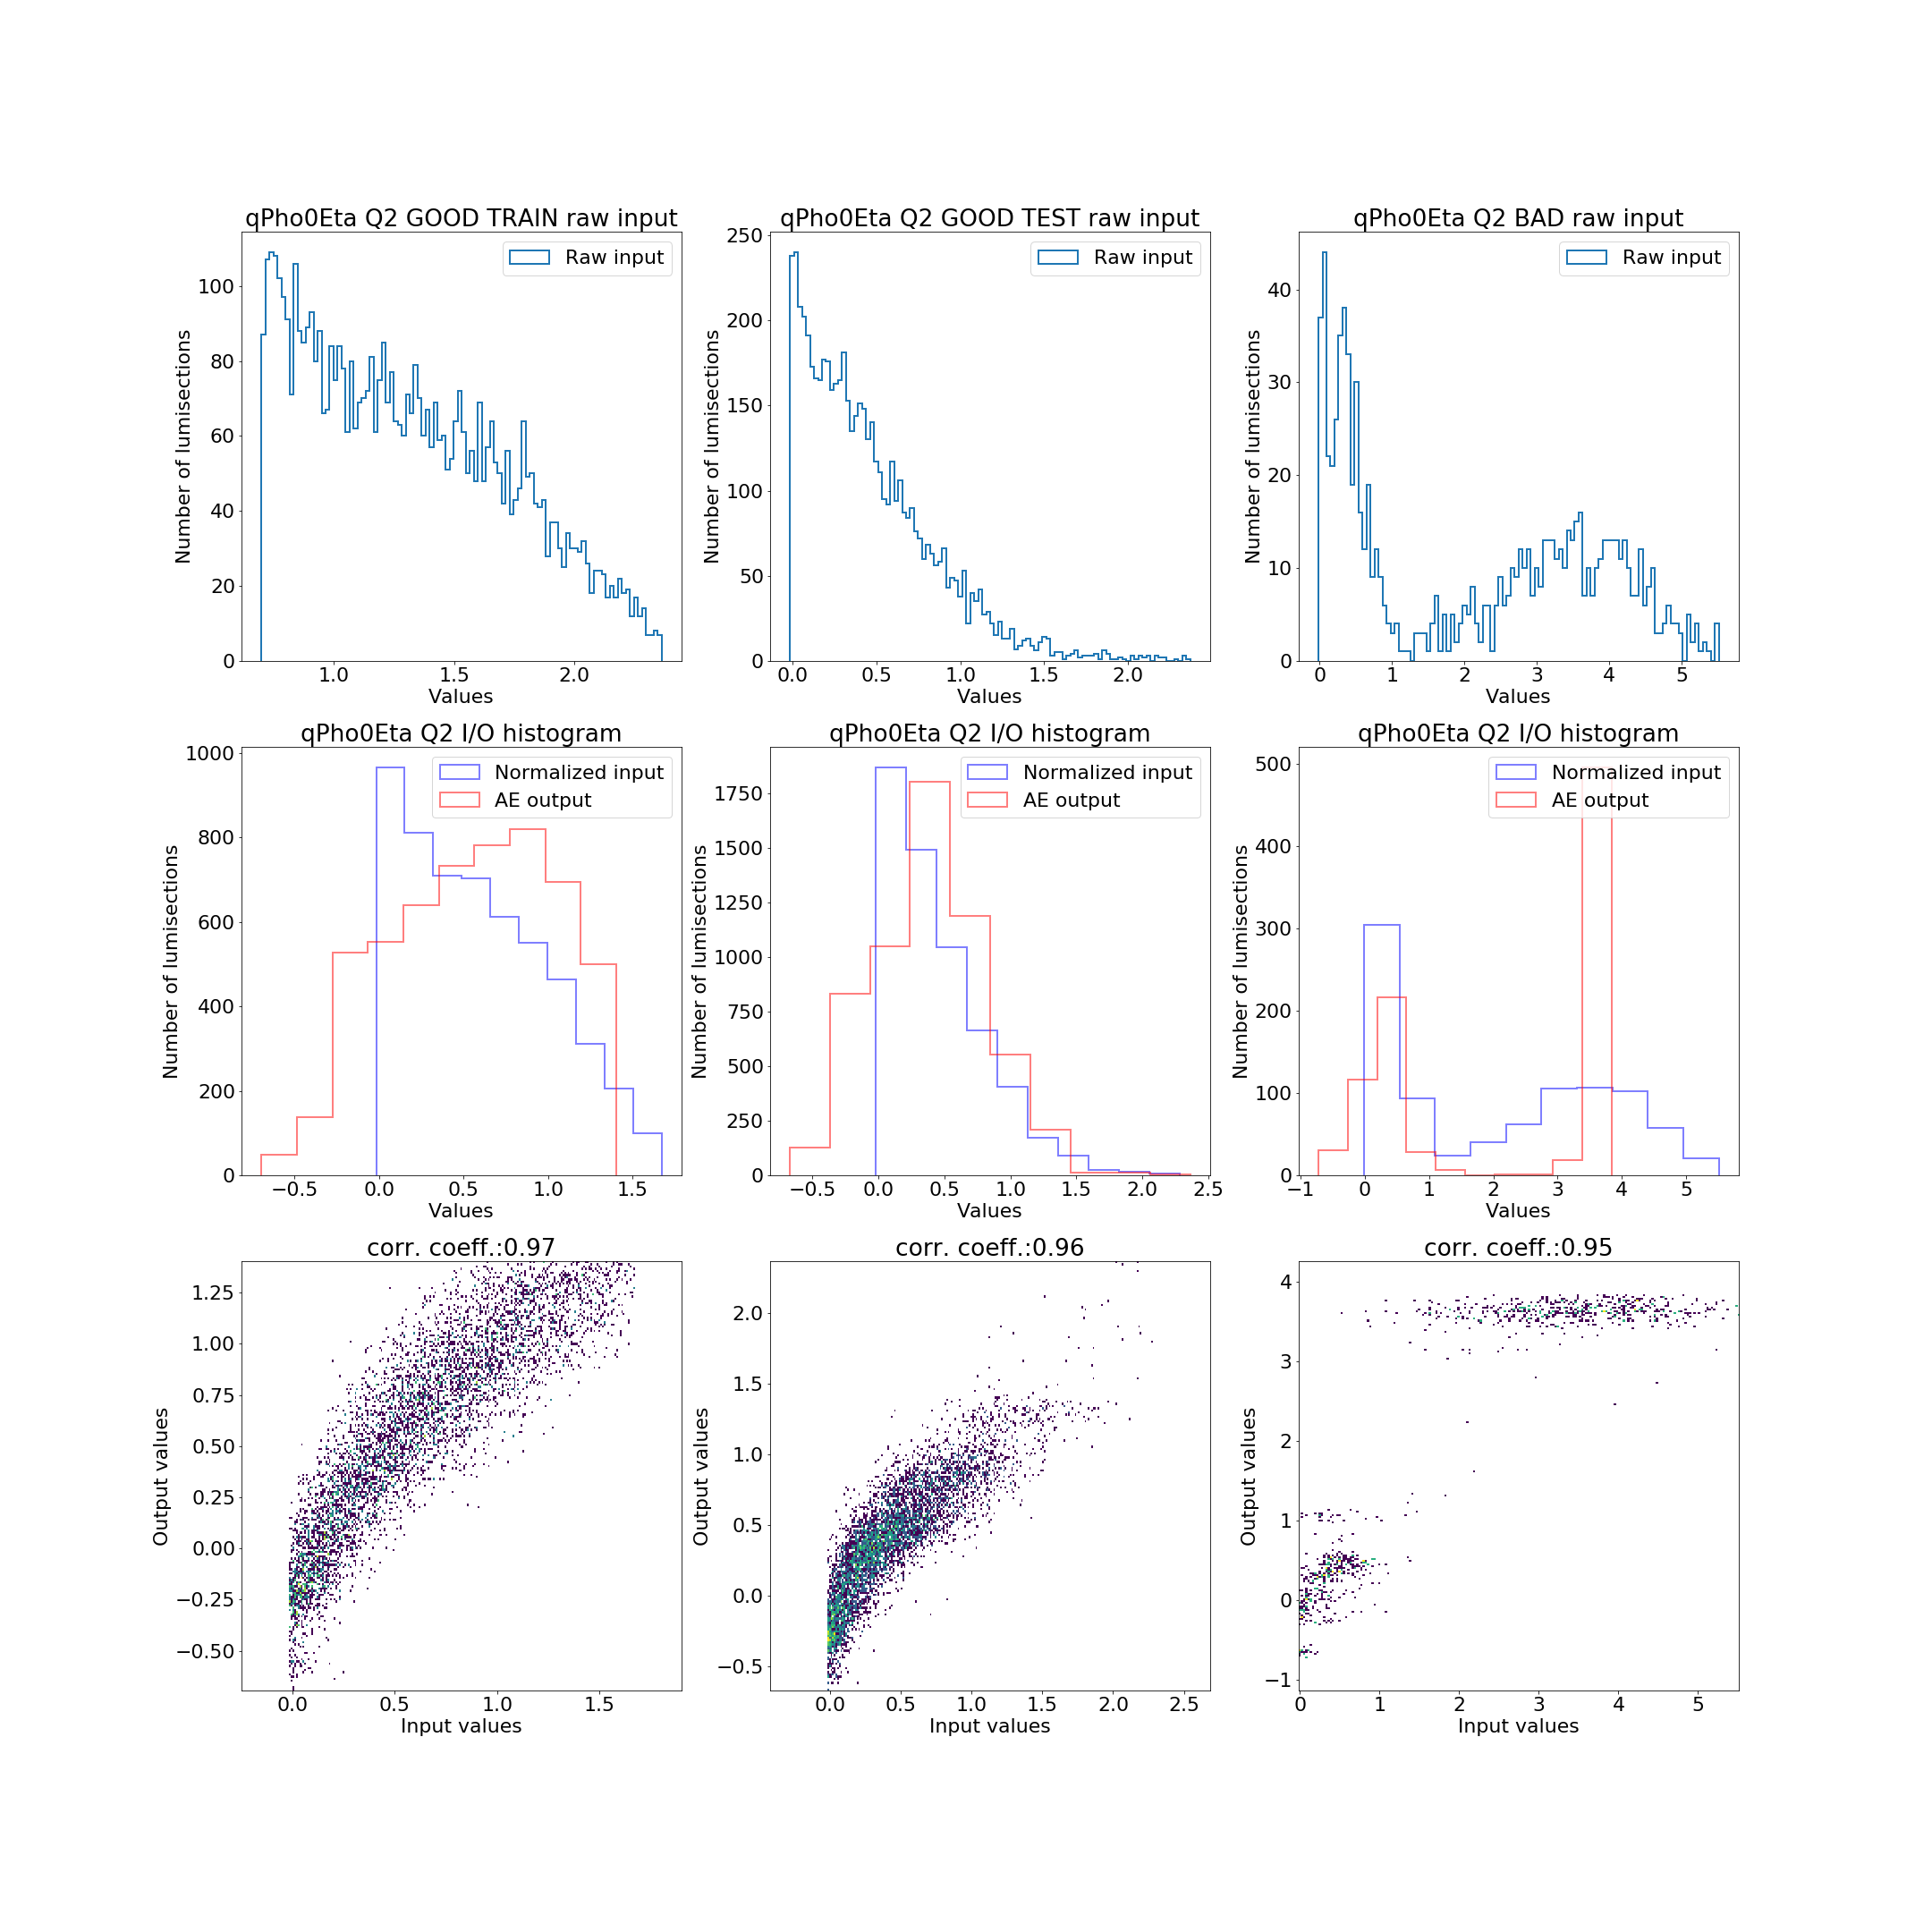 qPho0Eta Q2 GOOD TRAIN raw input
Raw input
Number of lumisections
100
80
60
40
20
0
1.0 1.5 2.0
Values
qPho0Eta Q2 GOOD TEST raw input
Raw input
Number of lumisections
250
200
150
100
50
0
0.0 0.5 1.0 1.5 2.0
Values
qPho0Eta Q2 BAD raw input
Raw input
Number of lumisections
40
30
20
10
0
0 1 2 3 4 5
Values
qPho0Eta Q2 I/O histogram
Normalized input
AE output
Number of lumisections
1000
800
600
400
200
0
−0.5 0.0 0.5 1.0 1.5
Values
qPho0Eta Q2 I/O histogram
Normalized input
AE output
Number of lumisections
1750
1500
1250
1000
750
500
250
0
−0.5 0.0 0.5 1.0 1.5 2.0 2.5
Values
qPho0Eta Q2 I/O histogram
Normalized input
AE output
Number of lumisections
500
400
300
200
100
0
−1 0 1 2 3 4 5
Values
corr. coeff.:0.97
Output values
1.25
1.00
0.75
0.50
0.25
0.00
−0.25
−0.50
0.0 0.5 1.0 1.5
Input values
corr. coeff.:0.96
Output values
2.0
1.5
1.0
0.5
0.0
−0.5
0.0 0.5 1.0 1.5 2.0 2.5
Input values
corr. coeff.:0.95
Output values
4
3
2
1
0
−1
0 1 2 3 4 5
Input values